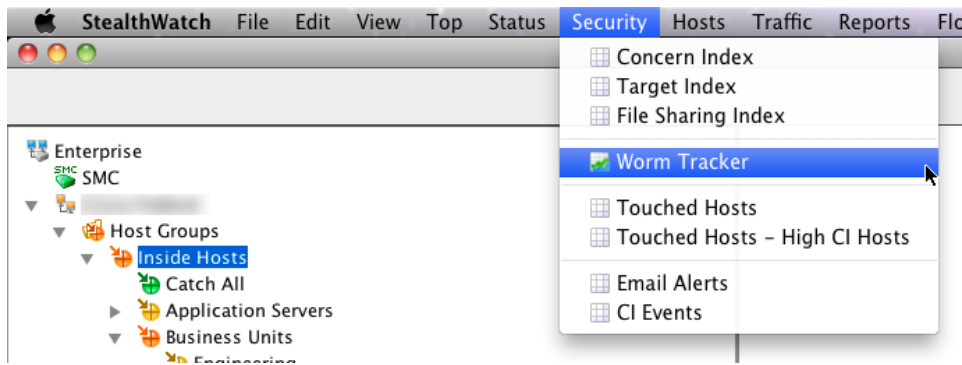 StealthWatch File Edit View Top Status Security Hosts Traffic Reports Flo
Concern Index
Target Index
File Sharing Index
Worm Tracker
Touched Hosts
Touched Hosts – High CI Hosts
Email Alerts
CI Events
Enterprise
SMC
SMC
Host Groups
Inside Hosts
Catch All
Application Servers
Business Units
Engineering